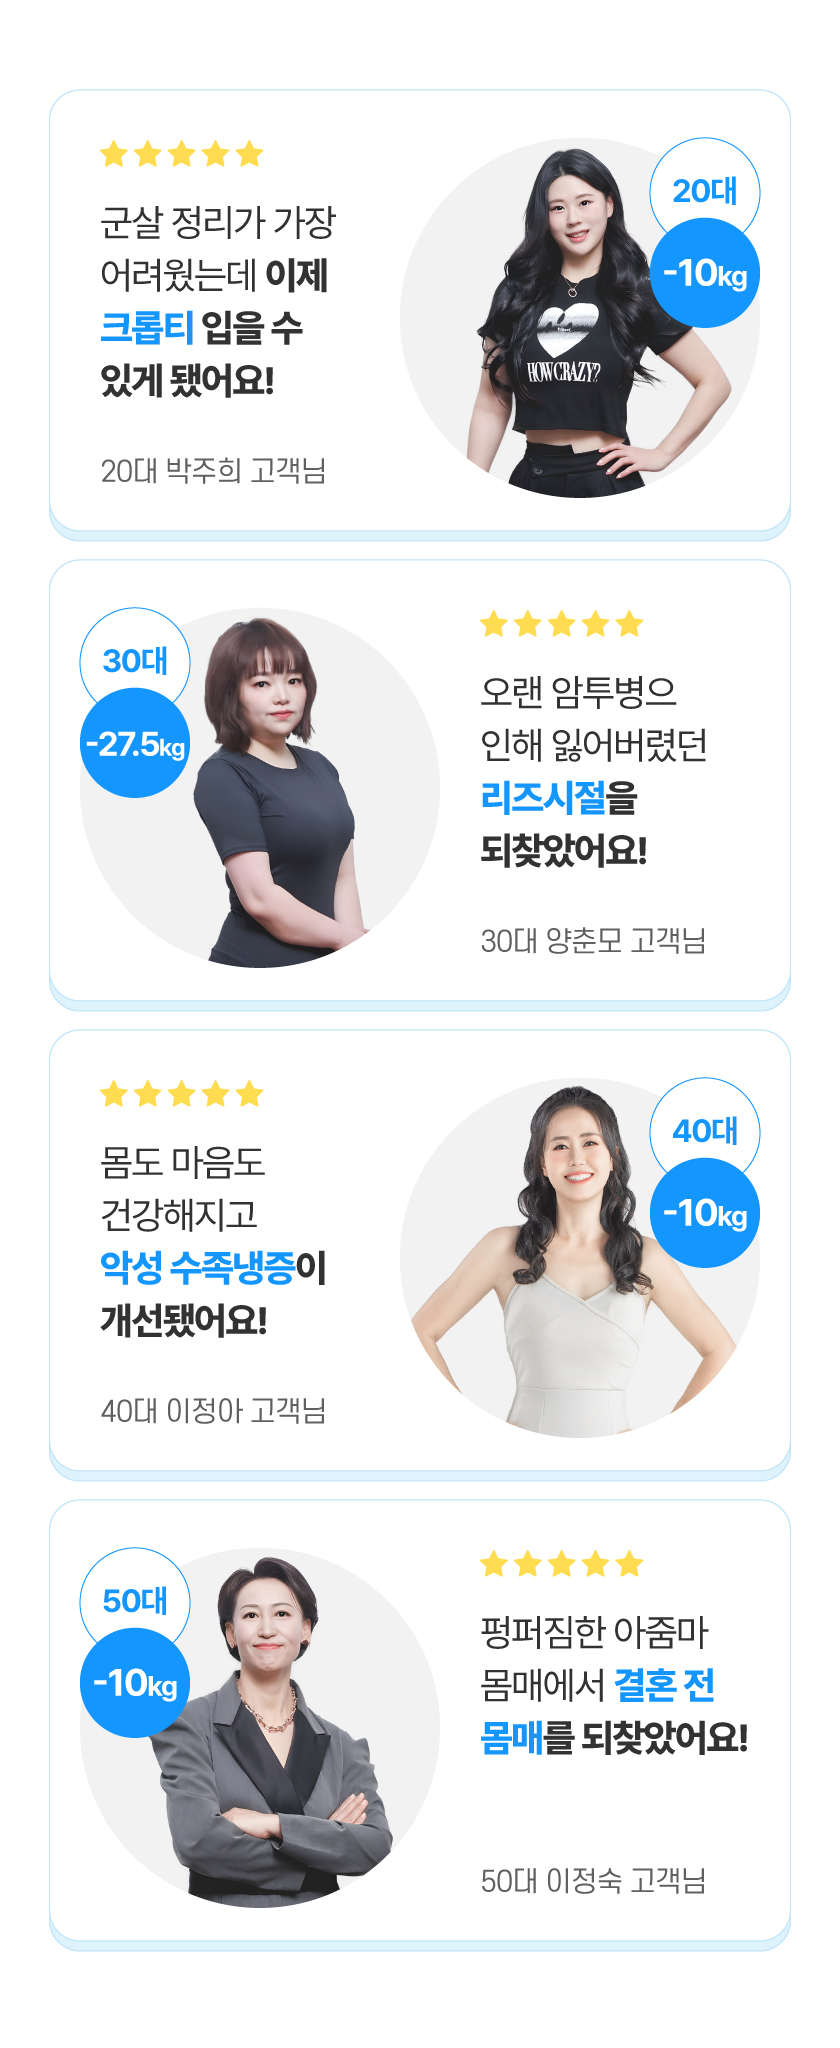 군살 정리가 가장
어려웠는데 이제
크롭티 입을 수
있게 됐어요!
20대 박주희 고객님
20대
-10kg
HOW CRAZY?
30대
-27.5kg
오랜 암투병으
인해 잃어버렸던
리즈시절을
되찾았어요!
30대 양춘모 고객님
몸도 마음도
건강해지고
악성 수족냉증이
개선됐어요!
40대 이정아 고객님
40대
-10kg
50대
-10kg
펑퍼짐한 아줌마
몸매에서 결혼 전
몸매를 되찾았어요!
50대 이정숙 고객님